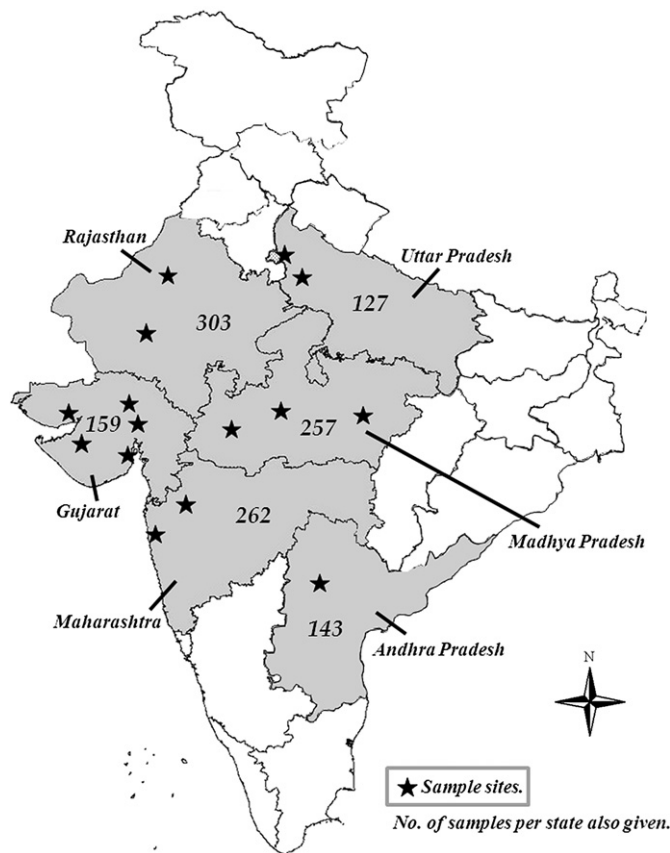 Rajasthan
Uttar Pradesh
127
303
159
257
Gujarat
262
Madhya Pradesh
Maharashtra
143
Andhra Pradesh
N
Sample sites.
No. of samples per state also given.